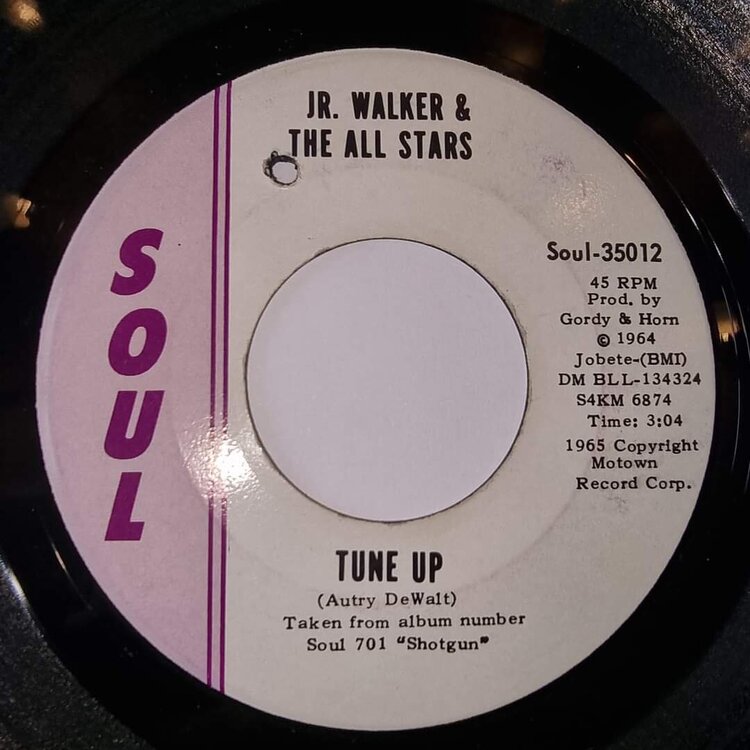 JR. WALKER &
THE ALL STARS
SOUL
Soul-35012
45 RPM
Prod. by
Gordy & Horn
© 1964
Jobete-(BMI)
DM BLL-134324
S4KM 6874
Time: 3:04
1965 Copyright
Motown
Record Corp.
TUNE UP
(Autry DeWalt)
Taken from album number
Soul 701 "Shotgun"